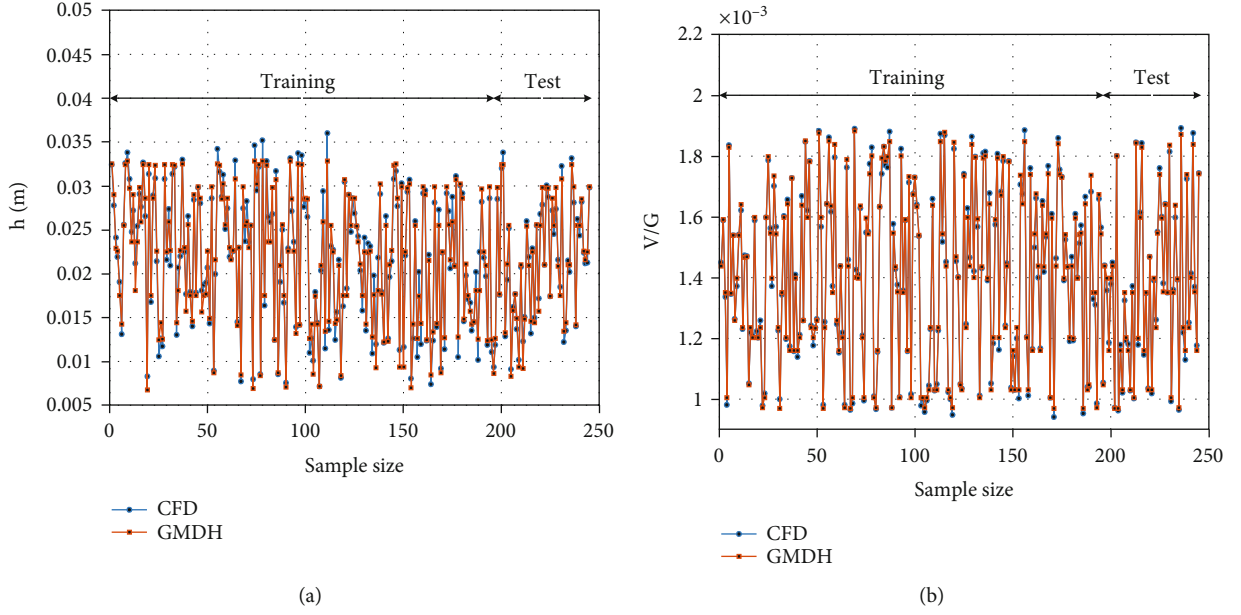 0.05
0.045
0.04
0.035
0.03
0.025
0.02
0.015
0.01
0.005
h (m)
Training
Test
0
50
100
150
200
250
Sample size
CFD
GMDH
(a)
×10⁻³
2.2
2
1.8
1.6
1.4
1.2
1
V/G
Training
Test
0
50
100
150
200
250
Sample size
CFD
GMDH
(b)